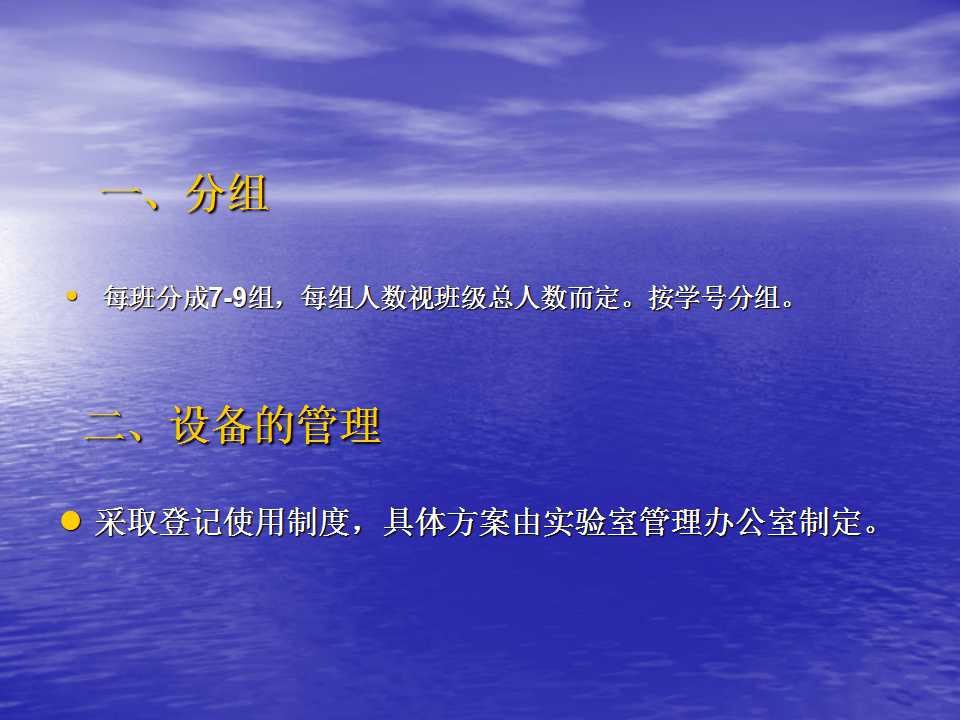 一、分组
• 每班分成7-9组，每组人数视班级总人数而定。按学号分组。
二、设备的管理
● 采取登记使用制度，具体方案由实验室管理办公室制定。